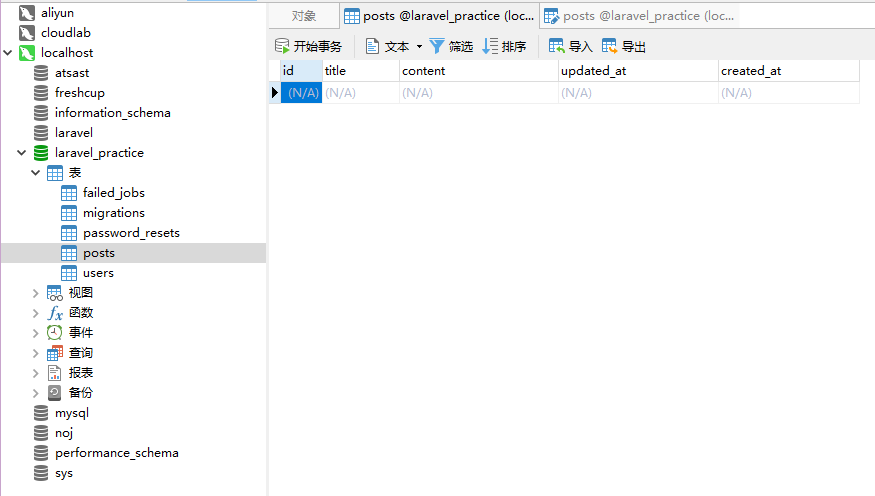 aliyun
cloudlab
localhost
atsast
freshcup
information_schema
laravel
laravel_practice
表
failed_jobs
migrations
password_resets
posts
users
视图
fx 函数
事件
查询
报表
备份
mysql
noj
performance_schema
sys
对象 posts @laravel_practice (loc... posts @laravel_practice (loc...
开始事务 文本 筛选 排序 导入 导出
id title content updated_at created_at
(N/A) (N/A) (N/A) (N/A) (N/A)